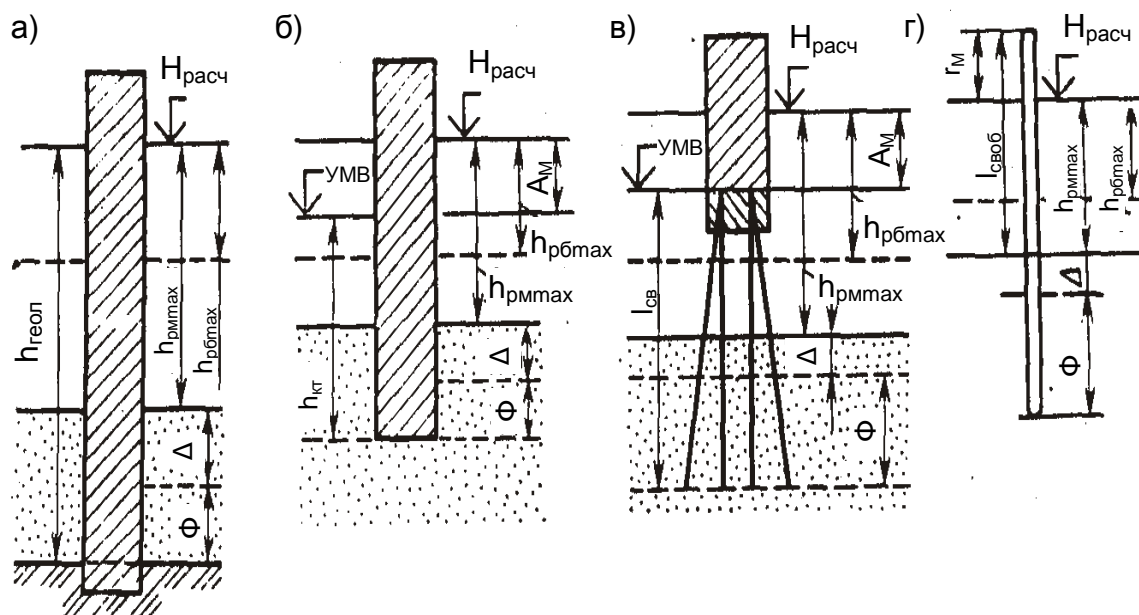 а)
Hрасч
hгеол
hрмmax
hрбmax
Δ
Φ
б)
Hрасч
УМВ
Aм
hрбmax
hрмmax
hкт
Δ
Φ
в)
Hрасч
УМВ
Aм
hрбmax
hрмmax
lсв
Δ
Φ
г)
Hрасч
rм
lсвоб
hрмmax
hрбmax
Δ
Φ